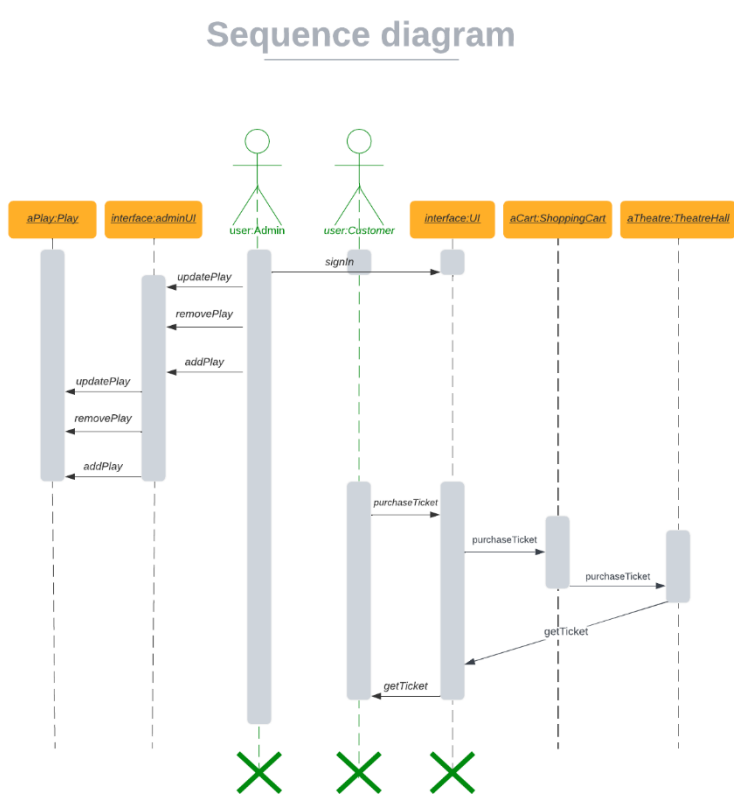 Sequence diagram
aPlay:Play
interface:adminUI
user:Admin
user:Customer
interface:UI
aCart:ShoppingCart
aTheatre:TheatreHall
signIn
updatePlay
removePlay
addPlay
updatePlay
removePlay
addPlay
purchaseTicket
purchaseTicket
purchaseTicket
getTicket
getTicket